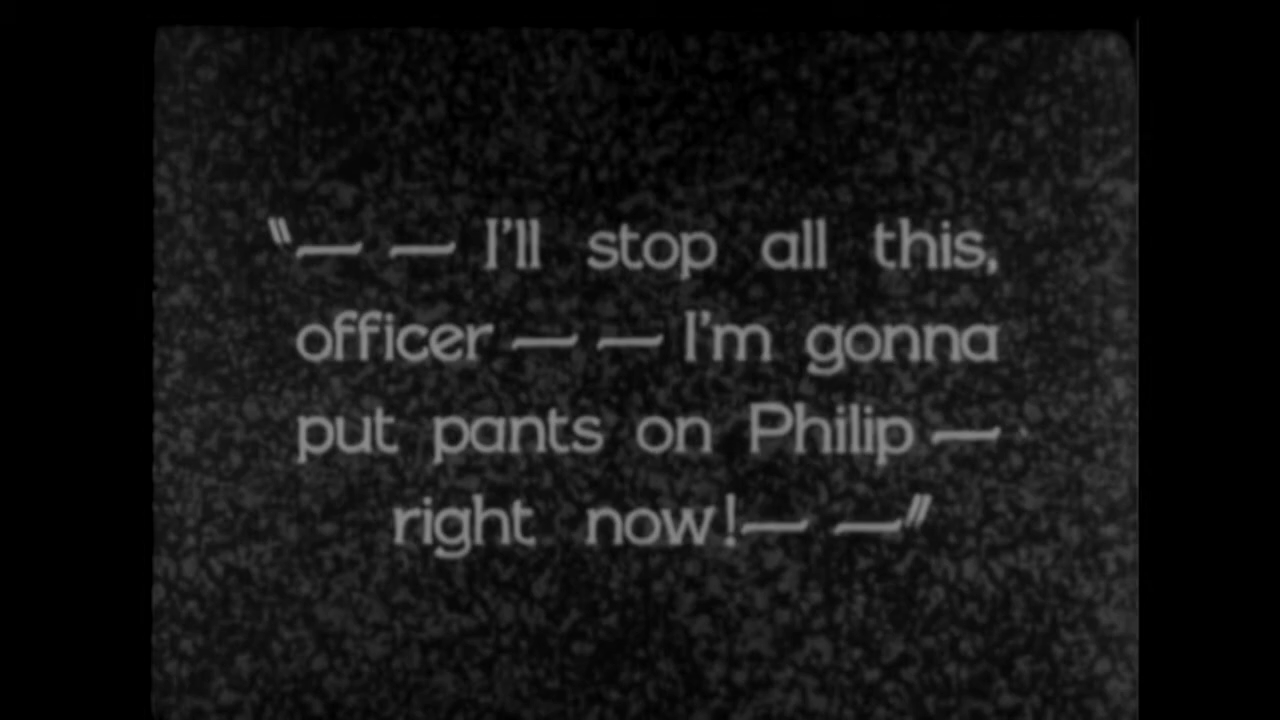 "— — I'll stop all this,
officer — — I'm gonna
put pants on Philip —
right now! — —"